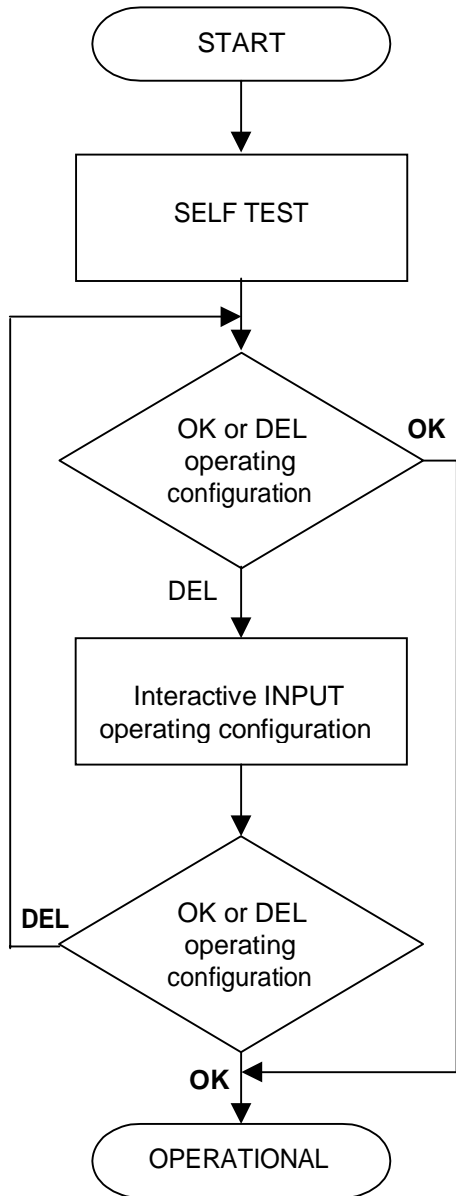 START
SELF TEST
OK or DEL
operating
configuration
OK
DEL
Interactive INPUT
operating configuration
DEL
OK or DEL
operating
configuration
OK
OPERATIONAL